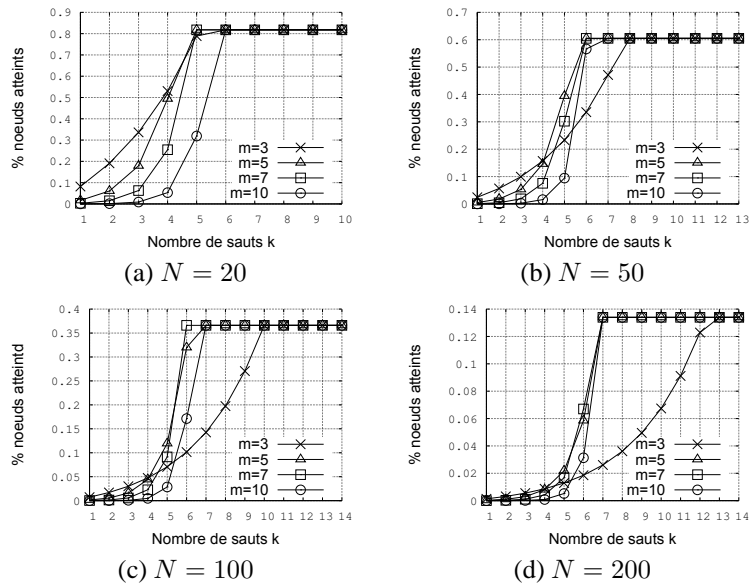 % noeuds atteints
0.9
0.8
0.7
0.6
0.5
0.4
0.3
0.2
0.1
0
m=3
m=5
m=7
m=10
1 2 3 4 5 6 7 8 9 10
Nombre de sauts k
(a) N = 20
% noeuds atteints
0.7
0.6
0.5
0.4
0.3
0.2
0.1
0
m=3
m=5
m=7
m=10
1 2 3 4 5 6 7 8 9 10 11 12 13
Nombre de sauts k
(b) N = 50
% noeuds atteintd
0.4
0.35
0.3
0.25
0.2
0.15
0.1
0.05
0
m=3
m=5
m=7
m=10
1 2 3 4 5 6 7 8 9 10 11 12 13 14
Nombre de sauts k
(c) N = 100
% noeuds atteints
0.14
0.12
0.1
0.08
0.06
0.04
0.02
0
m=3
m=5
m=7
m=10
1 2 3 4 5 6 7 8 9 10 11 12 13 14
Nombre de sauts k
(d) N = 200